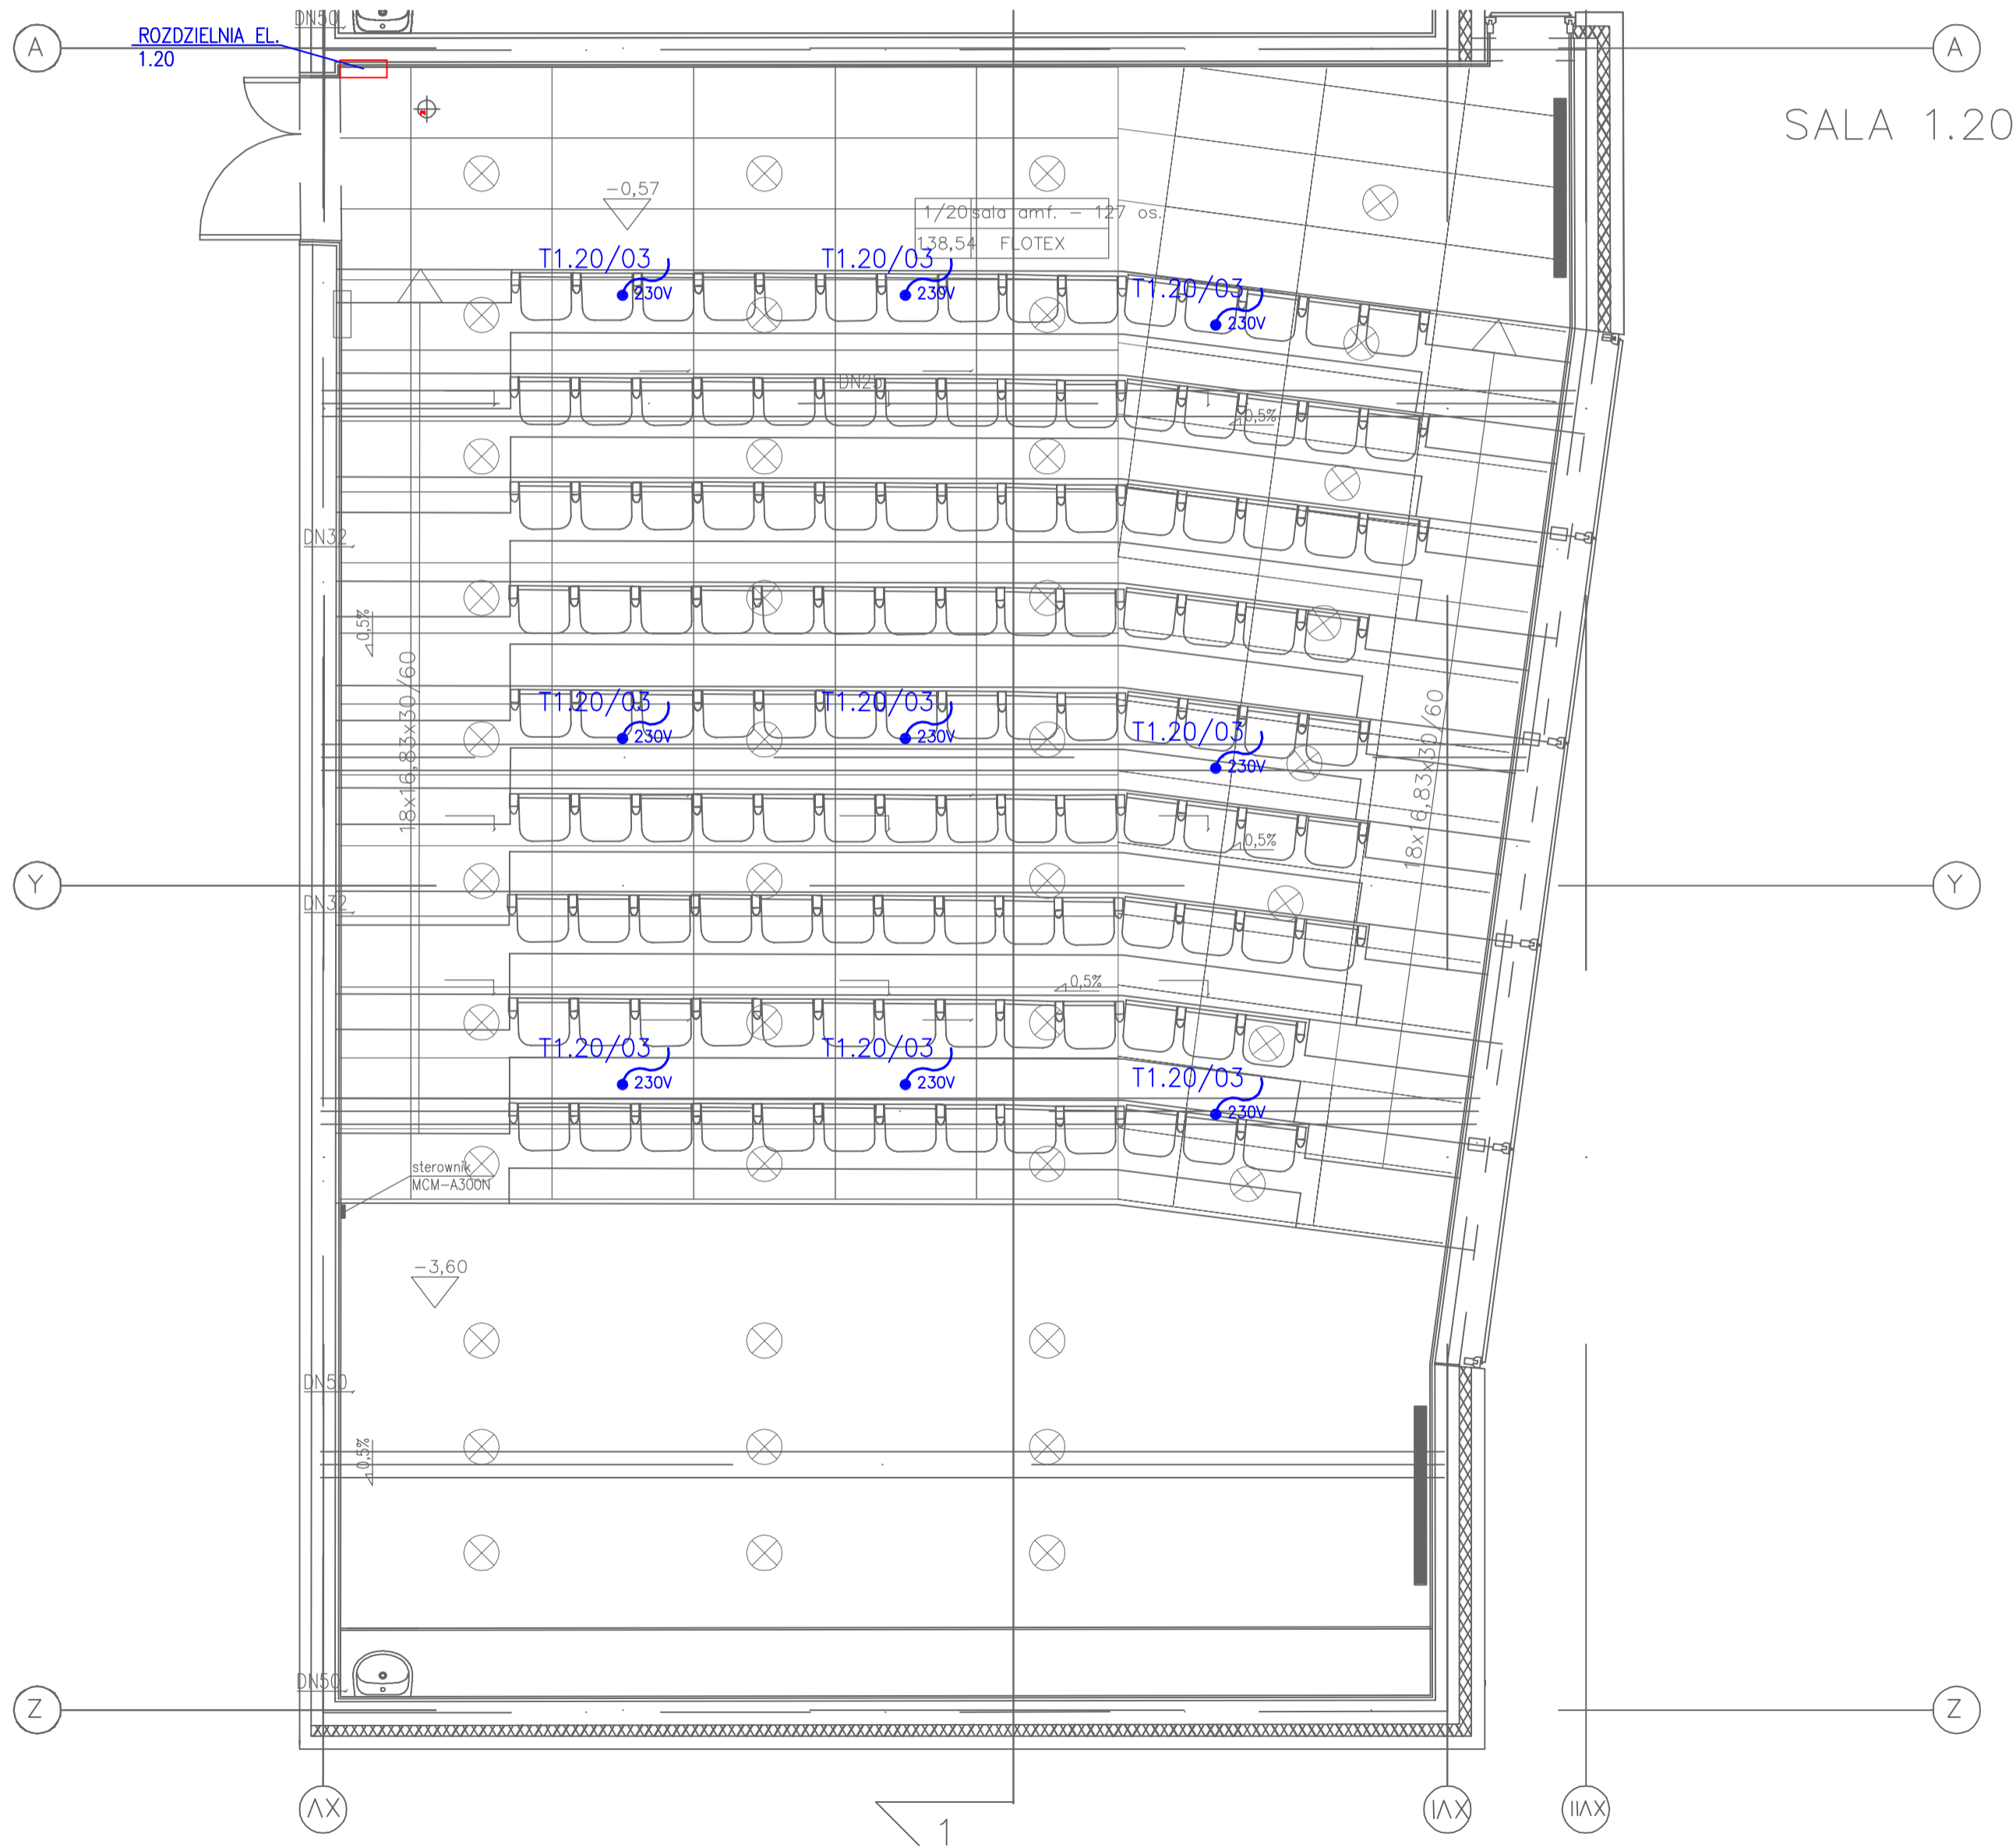 DN50
A
ROZDZIELNIA EL.
1.20
A
SALA 1.20
-0,57
1/20 sala amf. - 127 os.
138,54 FLOTEX
T1.20/03
230V
T1.20/03
230V
T1.20/03
230V
DN25
0,5%
DN32
0,5%
18x16,83x30/60
T1.20/03
230V
T1.20/03
230V
T1.20/03
230V
18x16,83x30/60
0,5%
Y
Y
DN32
0,5%
T1.20/03
230V
T1.20/03
230V
T1.20/03
230V
sterownik
MCM-A300N
-3,60
DN50
0,5%
DN50
Z
Z
XV
1
XVI
XVII